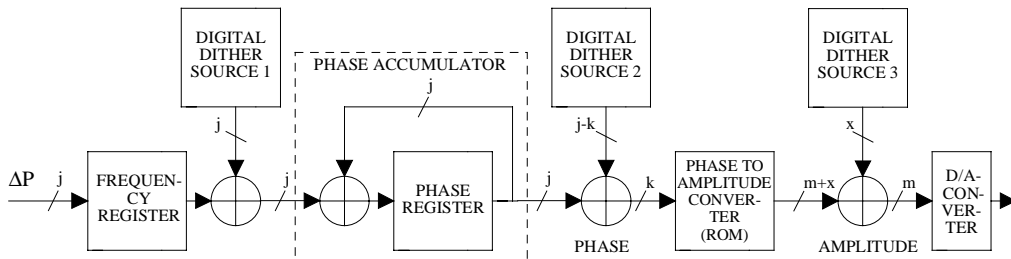 DIGITAL
DITHER
SOURCE 1
PHASE ACCUMULATOR
j
DIGITAL
DITHER
SOURCE 2
DIGITAL
DITHER
SOURCE 3
j
j-k
x
ΔP
j
FREQUEN-
CY
REGISTER
j
PHASE
REGISTER
j
PHASE
k
PHASE TO
AMPLITUDE
CONVER-
TER
(ROM)
m+x
AMPLITUDE
m
D/A-
CON-
VER-
TER